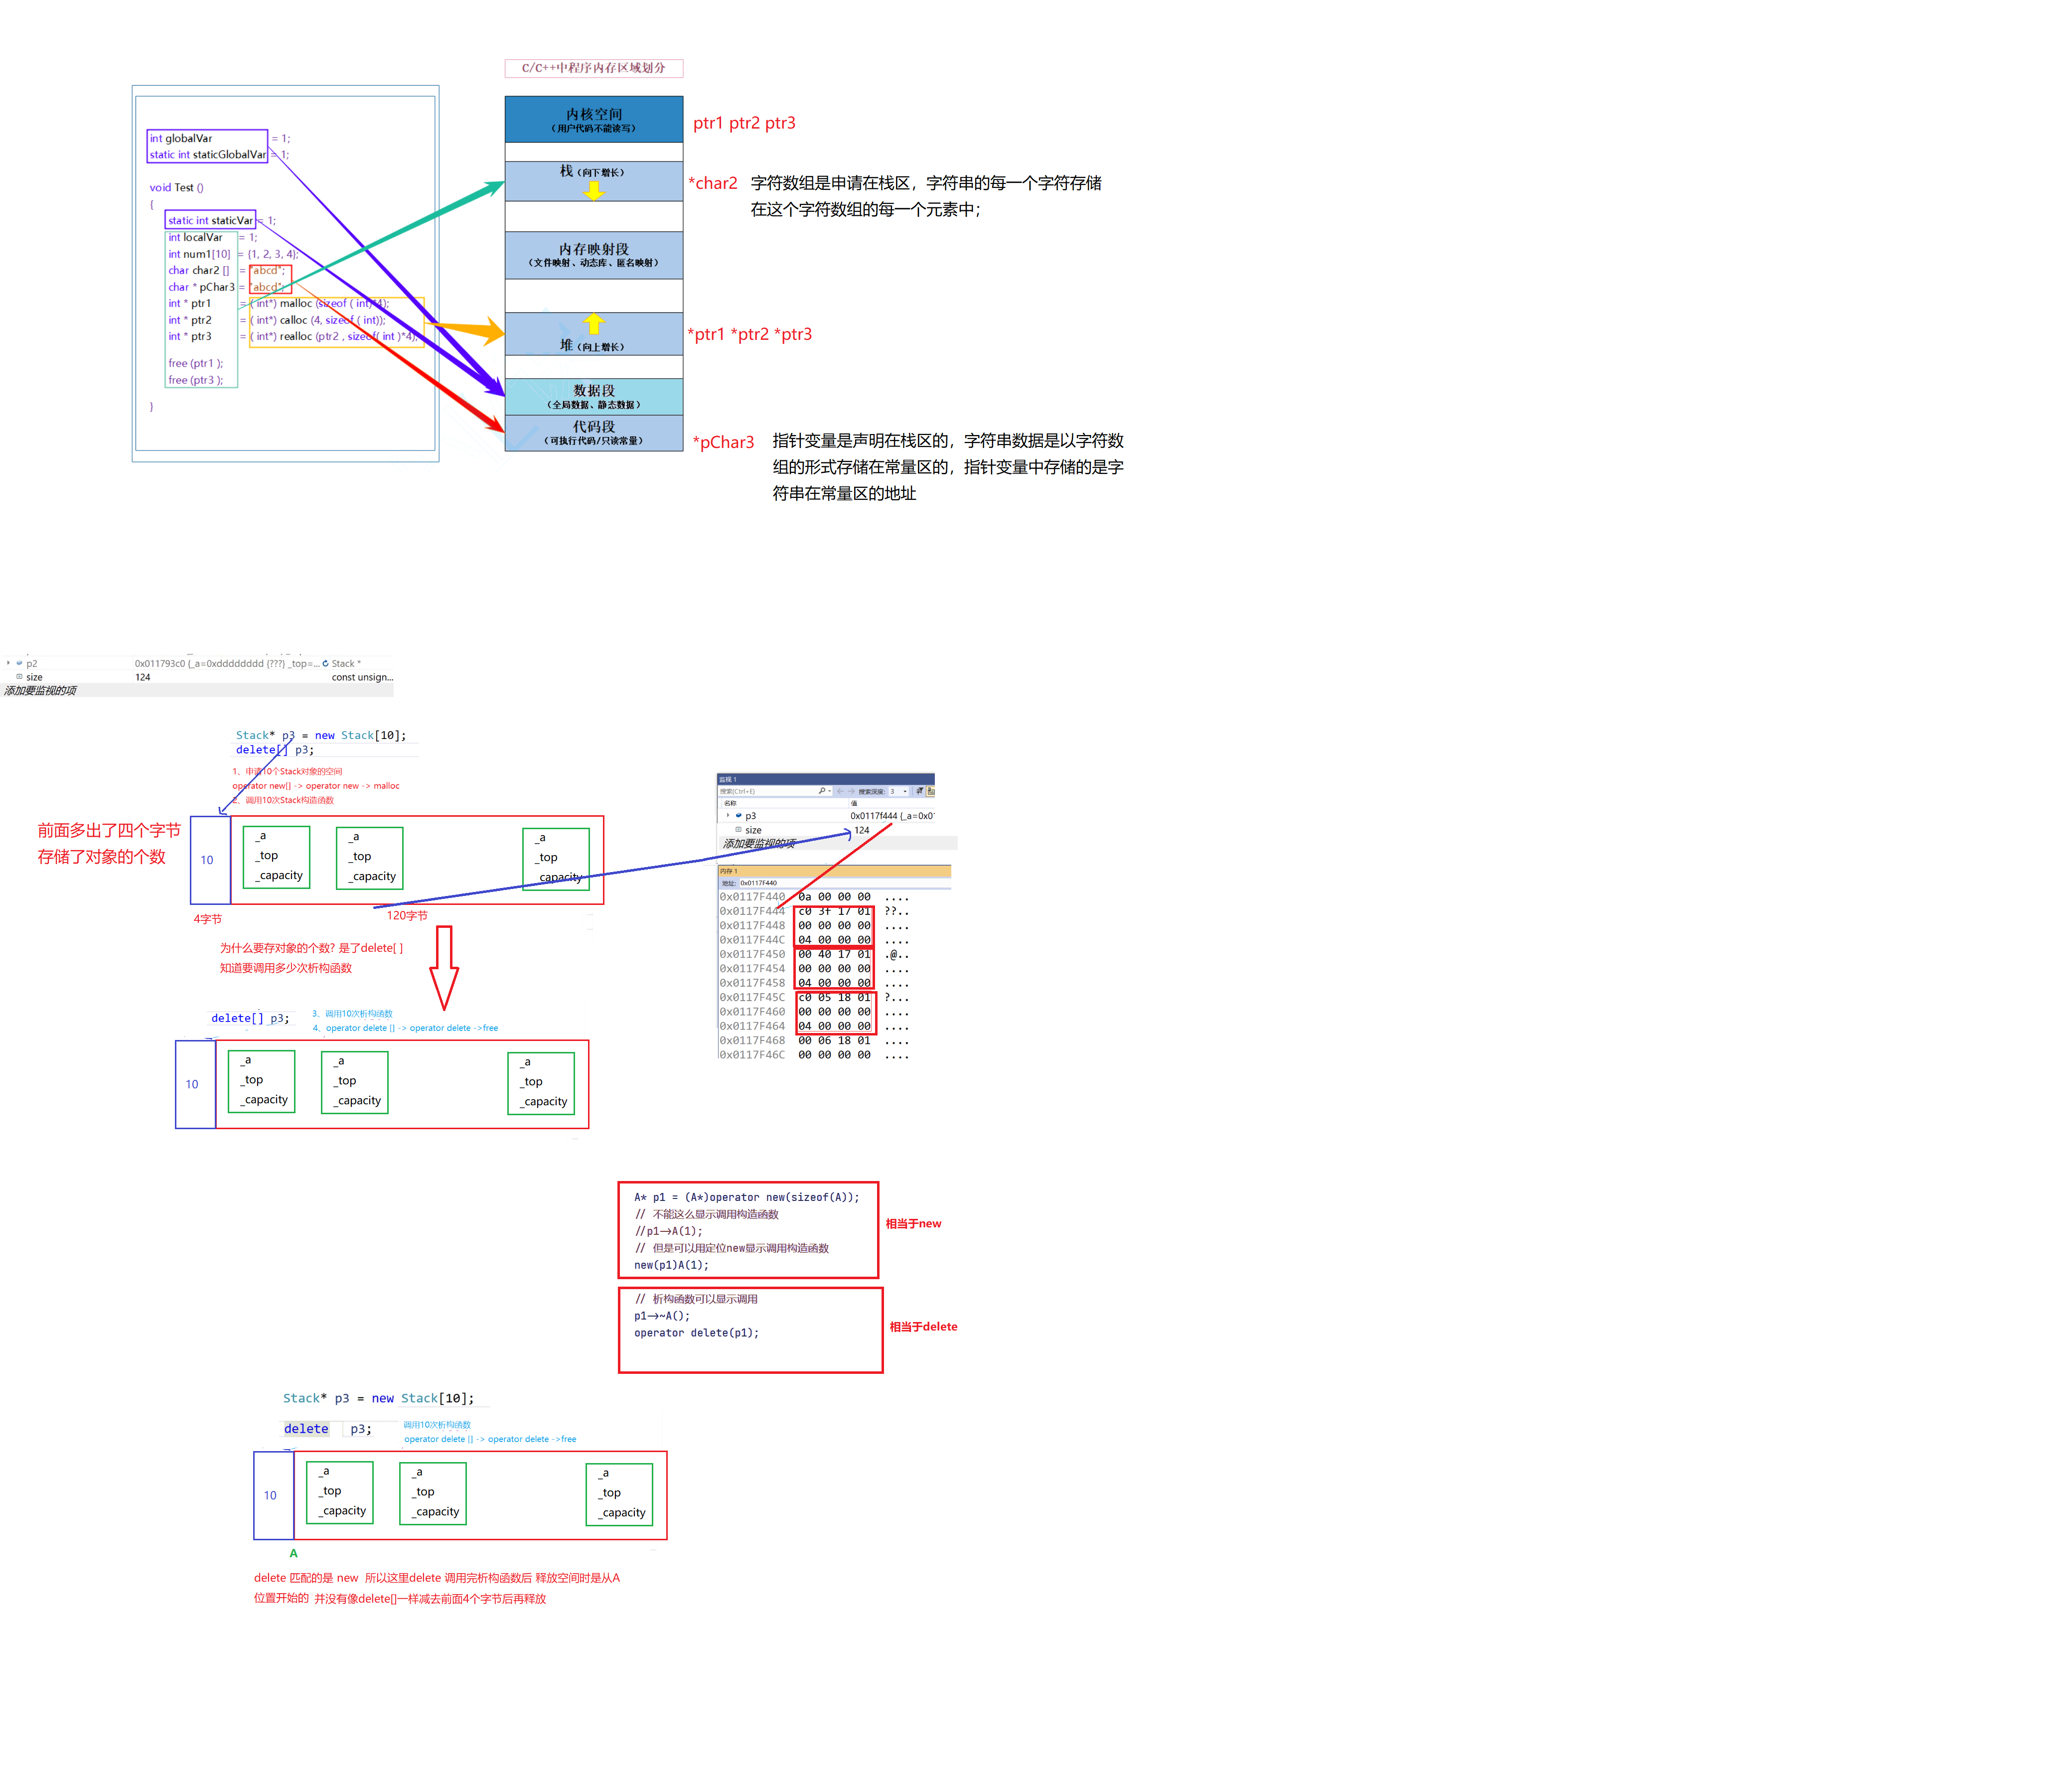 C/C++中程序内存区域划分
int globalVar = 1;
static int staticGlobalVar = 1;
void Test ()
{
static int staticVar = 1;
int localVar = 1;
int num1[10] = {1, 2, 3, 4};
char char2 [] = "abcd";
char * pChar3 = "abcd";
int * ptr1 = ( int*) malloc (sizeof ( int)*4);
int * ptr2 = ( int*) calloc (4, sizeof ( int));
int * ptr3 = ( int*) realloc (ptr2 , sizeof( int )*4);
free (ptr1 );
free (ptr3 );
}
内核空间
(用户代码不能读写)
栈(向下增长)
内存映射段
(文件映射、动态库、匿名映射)
堆(向上增长)
数据段
(全局数据、静态数据)
代码段
(可执行代码/只读常量)
ptr1 ptr2 ptr3
*char2 字符数组是申请在栈区，字符串的每一个字符存储
在这个字符数组的每一个元素中；
*ptr1 *ptr2 *ptr3
*pChar3 指针变量是声明在栈区的，字符串数据是以字符数
组的形式存储在常量区的，指针变量中存储的是字
符串在常量区的地址
p2 0x011793c0 {_a=0xdddddddd {???} _top=... Stack *
size 124 const unsign...
添加要监视的项
Stack* p3 = new Stack[10];
delete[] p3;
1、申请10个Stack对象的空间
operator new[] -> operator new -> malloc
2、调用10次Stack构造函数
前面多出了四个字节
存储了对象的个数
10
_a
_top
_capacity
_a
_top
_capacity
_a
_top
_capacity
4字节
120字节
为什么要存对象的个数? 是了delete[ ]
知道要调用多少次析构函数
监视 1
搜索(Ctrl+E) 搜索深度: 3
名称 值
p3 0x0117f444 {_a=0x01
size 124
添加要监视的项
内存 1
地址: 0x0117F440
0x0117F440 0a 00 00 00 ....
0x0117F444 c0 3f 17 01 ??..
0x0117F448 00 00 00 00 ....
0x0117F44C 04 00 00 00 ....
0x0117F450 00 40 17 01 .@..
0x0117F454 00 00 00 00 ....
0x0117F458 04 00 00 00 ....
0x0117F45C c0 05 18 01 ?...
0x0117F460 00 00 00 00 ....
0x0117F464 04 00 00 00 ....
0x0117F468 00 06 18 01 ....
0x0117F46C 00 00 00 00 ....
delete[] p3;
3、调用10次析构函数
4、operator delete [] -> operator delete ->free
10
_a
_top
_capacity
_a
_top
_capacity
_a
_top
_capacity
A* p1 = (A*)operator new(sizeof(A));
// 不能这么显示调用构造函数
//p1->A(1);
// 但是可以用定位new显示调用构造函数
new(p1)A(1);
相当于new
// 析构函数可以显示调用
p1->~A();
operator delete(p1);
相当于delete
Stack* p3 = new Stack[10];
delete p3;
调用10次析构函数
operator delete [] -> operator delete ->free
10
_a
_top
_capacity
_a
_top
_capacity
_a
_top
_capacity
A
delete 匹配的是 new 所以这里delete 调用完析构函数后 释放空间时是从A
位置开始的 并没有像delete[]一样减去前面4个字节后再释放